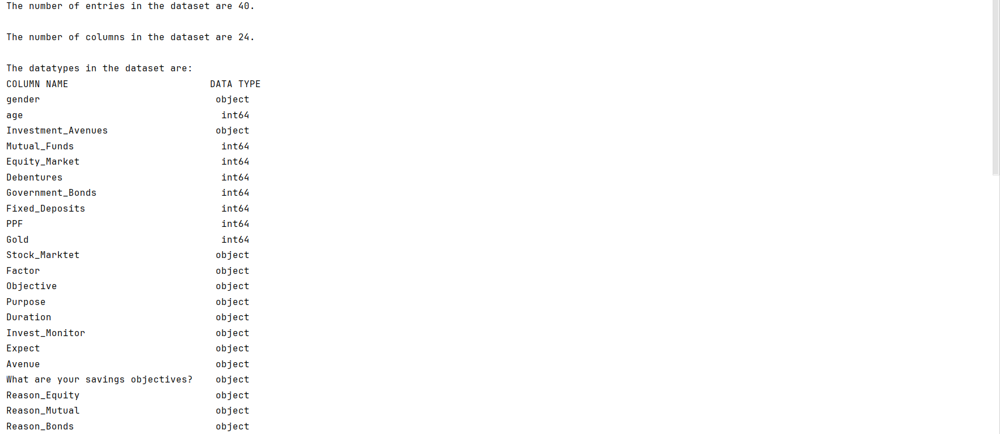 The number of entries in the dataset are 40.
The number of columns in the dataset are 24.
The datatypes in the dataset are:
COLUMN NAME DATA TYPE
gender object
age int64
Investment_Avenues object
Mutual_Funds int64
Equity_Market int64
Debentures int64
Government_Bonds int64
Fixed_Deposits int64
PPF int64
Gold int64
Stock_Marktet object
Factor object
Objective object
Purpose object
Duration object
Invest_Monitor object
Expect object
Avenue object
What are your savings objectives? object
Reason_Equity object
Reason_Mutual object
Reason_Bonds object